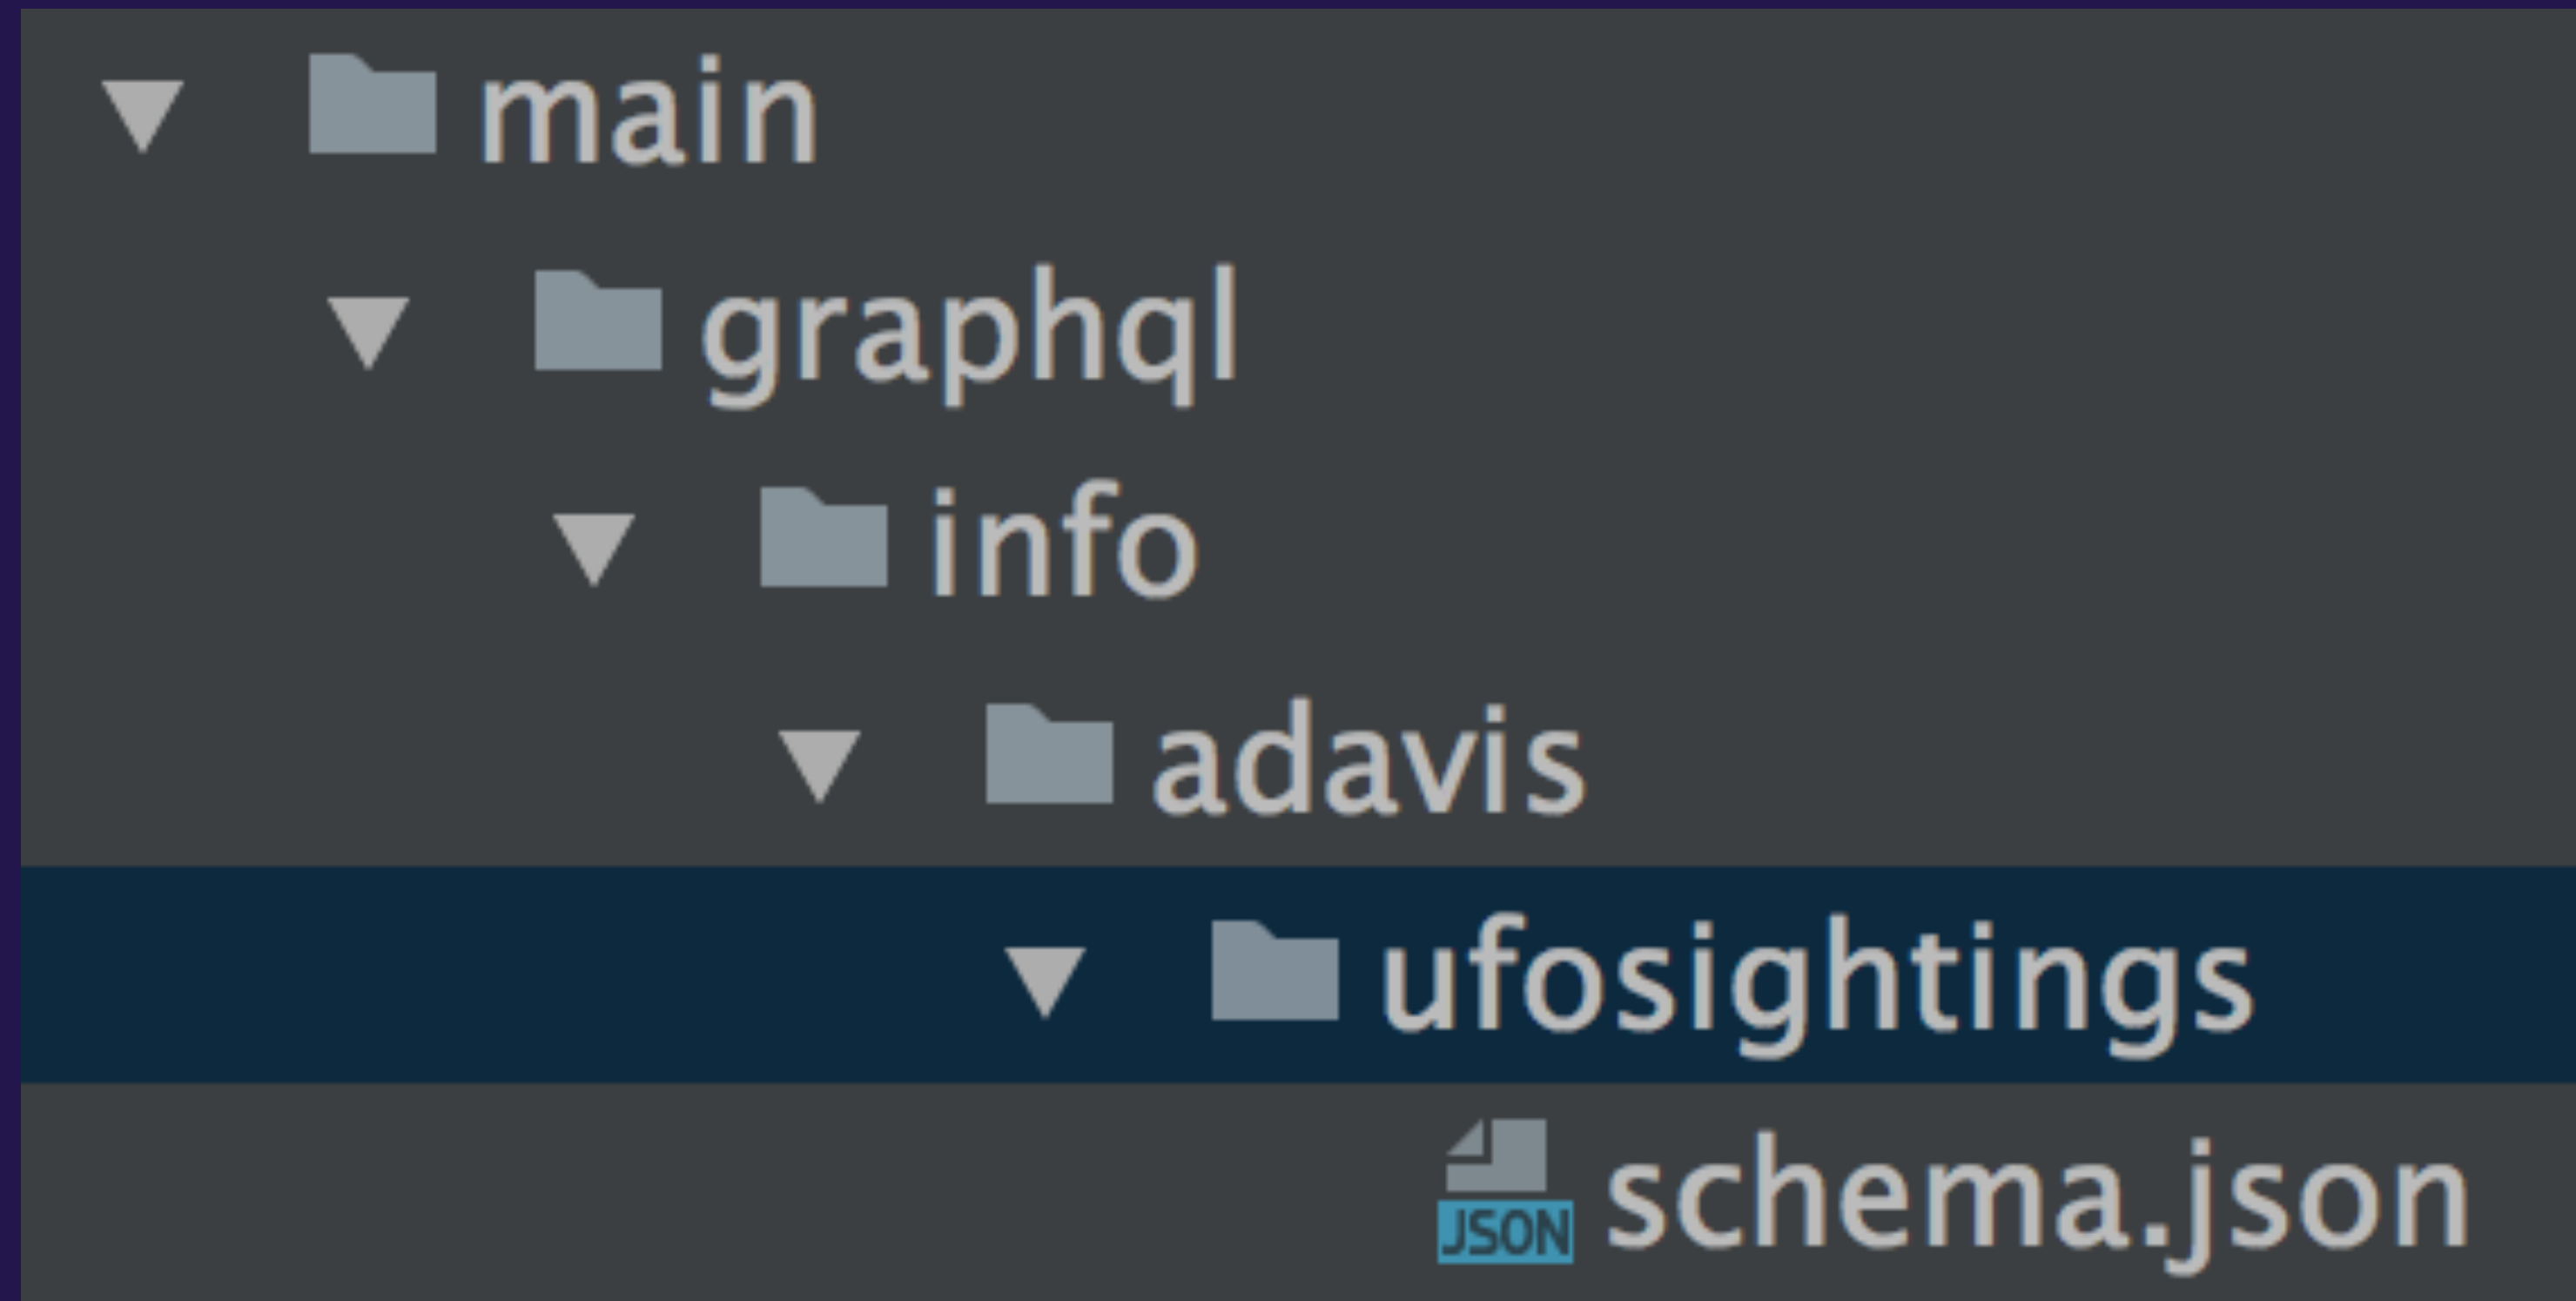 main
graphql
info
adavis
ufosightings
JSON schema.json